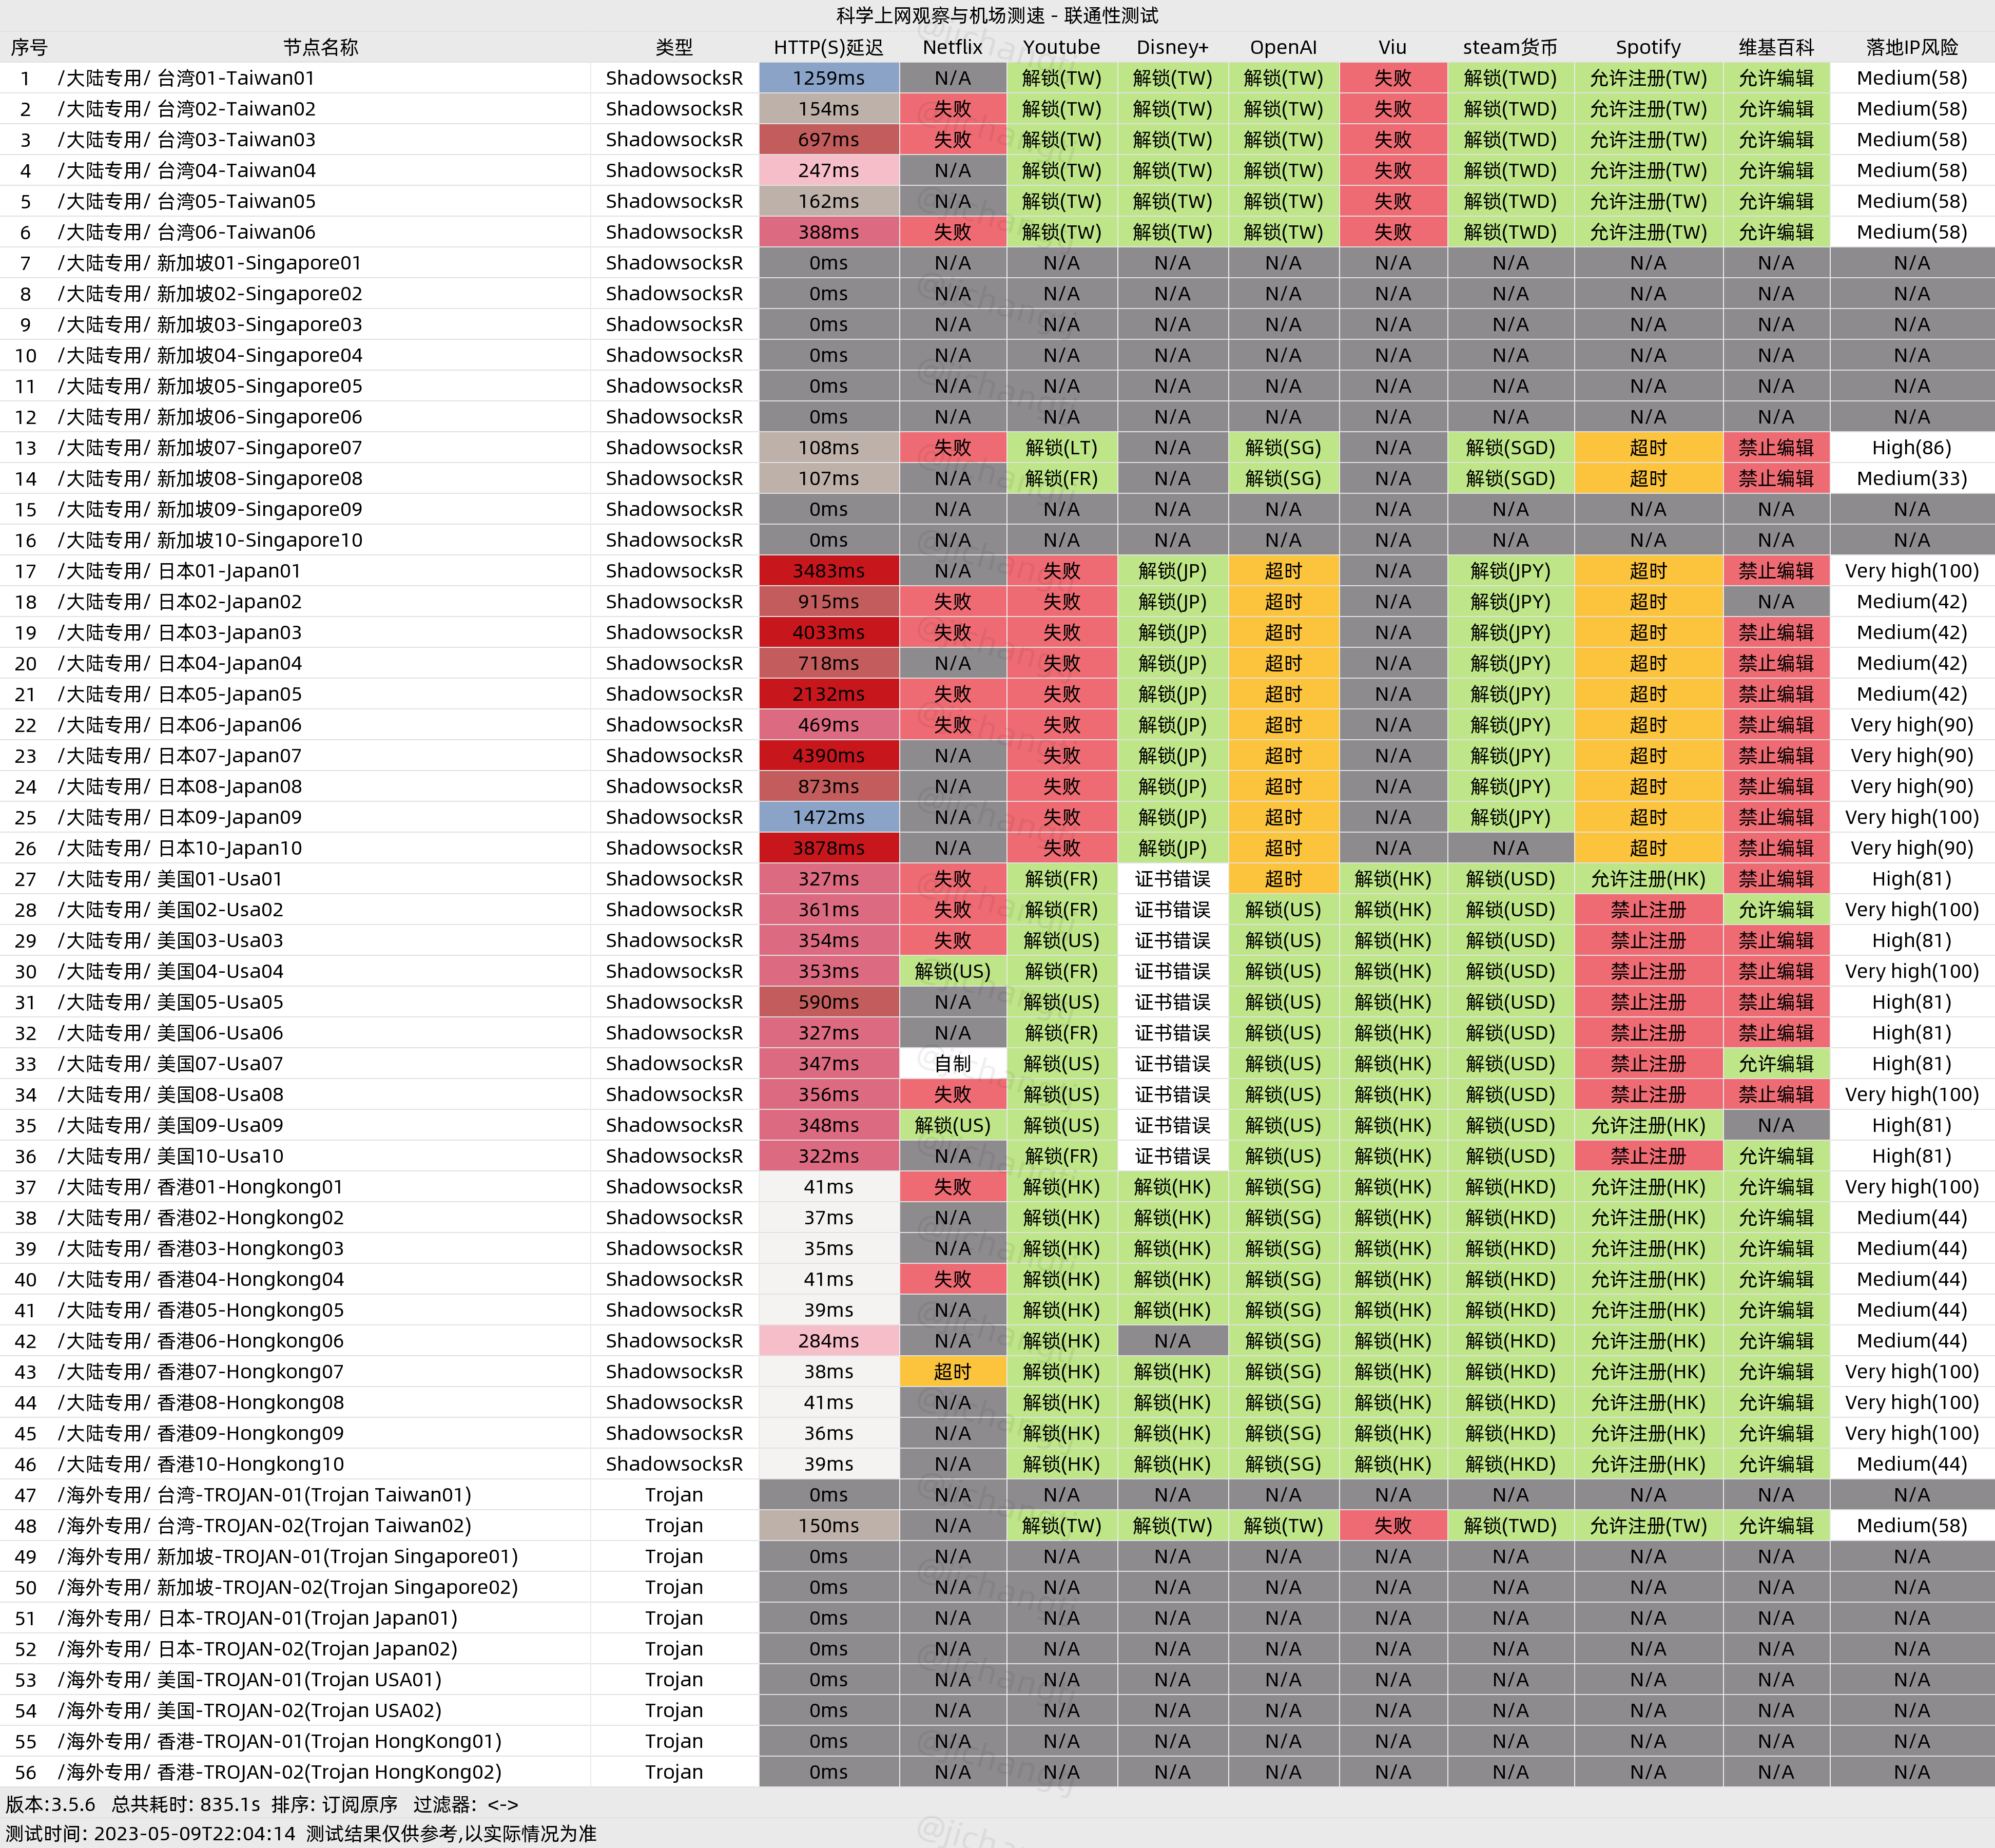 科学上网观察与机场测速 - 联通性测试
序号 节点名称 类型 HTTP(S)延迟 Netflix Youtube Disney+ OpenAI Viu steam货币 Spotify 维基百科 落地IP风险
1 /大陆专用/ 台湾01-Taiwan01 ShadowsocksR 1259ms N/A 解锁(TW) 解锁(TW) 解锁(TW) 失败 解锁(TWD) 允许注册(TW) 允许编辑 Medium(58)
2 /大陆专用/ 台湾02-Taiwan02 ShadowsocksR 154ms 失败 解锁(TW) 解锁(TW) 解锁(TW) 失败 解锁(TWD) 允许注册(TW) 允许编辑 Medium(58)
3 /大陆专用/ 台湾03-Taiwan03 ShadowsocksR 697ms 失败 解锁(TW) 解锁(TW) 解锁(TW) 失败 解锁(TWD) 允许注册(TW) 允许编辑 Medium(58)
4 /大陆专用/ 台湾04-Taiwan04 ShadowsocksR 247ms N/A 解锁(TW) 解锁(TW) 解锁(TW) 失败 解锁(TWD) 允许注册(TW) 允许编辑 Medium(58)
5 /大陆专用/ 台湾05-Taiwan05 ShadowsocksR 162ms N/A 解锁(TW) 解锁(TW) 解锁(TW) 失败 解锁(TWD) 允许注册(TW) 允许编辑 Medium(58)
6 /大陆专用/ 台湾06-Taiwan06 ShadowsocksR 388ms 失败 解锁(TW) 解锁(TW) 解锁(TW) 失败 解锁(TWD) 允许注册(TW) 允许编辑 Medium(58)
7 /大陆专用/ 新加坡01-Singapore01 ShadowsocksR 0ms N/A N/A N/A N/A N/A N/A N/A N/A N/A
8 /大陆专用/ 新加坡02-Singapore02 ShadowsocksR 0ms N/A N/A N/A N/A N/A N/A N/A N/A N/A
9 /大陆专用/ 新加坡03-Singapore03 ShadowsocksR 0ms N/A N/A N/A N/A N/A N/A N/A N/A N/A
10 /大陆专用/ 新加坡04-Singapore04 ShadowsocksR 0ms N/A N/A N/A N/A N/A N/A N/A N/A N/A
11 /大陆专用/ 新加坡05-Singapore05 ShadowsocksR 0ms N/A N/A N/A N/A N/A N/A N/A N/A N/A
12 /大陆专用/ 新加坡06-Singapore06 ShadowsocksR 0ms N/A N/A N/A N/A N/A N/A N/A N/A N/A
13 /大陆专用/ 新加坡07-Singapore07 ShadowsocksR 108ms 失败 解锁(LT) N/A 解锁(SG) N/A 解锁(SGD) 超时 禁止编辑 High(86)
14 /大陆专用/ 新加坡08-Singapore08 ShadowsocksR 107ms N/A 解锁(FR) N/A 解锁(SG) N/A 解锁(SGD) 超时 禁止编辑 Medium(33)
15 /大陆专用/ 新加坡09-Singapore09 ShadowsocksR 0ms N/A N/A N/A N/A N/A N/A N/A N/A N/A
16 /大陆专用/ 新加坡10-Singapore10 ShadowsocksR 0ms N/A N/A N/A N/A N/A N/A N/A N/A N/A
17 /大陆专用/ 日本01-Japan01 ShadowsocksR 3483ms N/A 失败 解锁(JP) 超时 N/A 解锁(JPY) 超时 禁止编辑 Very high(100)
18 /大陆专用/ 日本02-Japan02 ShadowsocksR 915ms 失败 失败 解锁(JP) 超时 N/A 解锁(JPY) 超时 N/A Medium(42)
19 /大陆专用/ 日本03-Japan03 ShadowsocksR 4033ms 失败 失败 解锁(JP) 超时 N/A 解锁(JPY) 超时 禁止编辑 Medium(42)
20 /大陆专用/ 日本04-Japan04 ShadowsocksR 718ms N/A 失败 解锁(JP) 超时 N/A 解锁(JPY) 超时 禁止编辑 Medium(42)
21 /大陆专用/ 日本05-Japan05 ShadowsocksR 2132ms 失败 失败 解锁(JP) 超时 N/A 解锁(JPY) 超时 禁止编辑 Medium(42)
22 /大陆专用/ 日本06-Japan06 ShadowsocksR 469ms 失败 失败 解锁(JP) 超时 N/A 解锁(JPY) 超时 禁止编辑 Very high(90)
23 /大陆专用/ 日本07-Japan07 ShadowsocksR 4390ms N/A 失败 解锁(JP) 超时 N/A 解锁(JPY) 超时 禁止编辑 Very high(90)
24 /大陆专用/ 日本08-Japan08 ShadowsocksR 873ms N/A 失败 解锁(JP) 超时 N/A 解锁(JPY) 超时 禁止编辑 Very high(90)
25 /大陆专用/ 日本09-Japan09 ShadowsocksR 1472ms N/A 失败 解锁(JP) 超时 N/A 解锁(JPY) 超时 禁止编辑 Very high(100)
26 /大陆专用/ 日本10-Japan10 ShadowsocksR 3878ms N/A 失败 解锁(JP) 超时 N/A N/A 超时 禁止编辑 Very high(90)
27 /大陆专用/ 美国01-Usa01 ShadowsocksR 327ms 失败 解锁(FR) 证书错误 超时 解锁(HK) 解锁(USD) 允许注册(HK) 禁止编辑 High(81)
28 /大陆专用/ 美国02-Usa02 ShadowsocksR 361ms 失败 解锁(FR) 证书错误 解锁(US) 解锁(HK) 解锁(USD) 禁止注册 允许编辑 Very high(100)
29 /大陆专用/ 美国03-Usa03 ShadowsocksR 354ms 失败 解锁(US) 证书错误 解锁(US) 解锁(HK) 解锁(USD) 禁止注册 禁止编辑 High(81)
30 /大陆专用/ 美国04-Usa04 ShadowsocksR 353ms 解锁(US) 解锁(FR) 证书错误 解锁(US) 解锁(HK) 解锁(USD) 禁止注册 禁止编辑 Very high(100)
31 /大陆专用/ 美国05-Usa05 ShadowsocksR 590ms N/A 解锁(US) 证书错误 解锁(US) 解锁(HK) 解锁(USD) 禁止注册 禁止编辑 High(81)
32 /大陆专用/ 美国06-Usa06 ShadowsocksR 327ms N/A 解锁(FR) 证书错误 解锁(US) 解锁(HK) 解锁(USD) 禁止注册 禁止编辑 High(81)
33 /大陆专用/ 美国07-Usa07 ShadowsocksR 347ms 自制 解锁(US) 证书错误 解锁(US) 解锁(HK) 解锁(USD) 禁止注册 允许编辑 High(81)
34 /大陆专用/ 美国08-Usa08 ShadowsocksR 356ms 失败 解锁(US) 证书错误 解锁(US) 解锁(HK) 解锁(USD) 禁止注册 禁止编辑 Very high(100)
35 /大陆专用/ 美国09-Usa09 ShadowsocksR 348ms 解锁(US) 解锁(US) 证书错误 解锁(US) 解锁(HK) 解锁(USD) 允许注册(HK) N/A High(81)
36 /大陆专用/ 美国10-Usa10 ShadowsocksR 322ms N/A 解锁(FR) 证书错误 解锁(US) 解锁(HK) 解锁(USD) 禁止注册 允许编辑 High(81)
37 /大陆专用/ 香港01-Hongkong01 ShadowsocksR 41ms 失败 解锁(HK) 解锁(HK) 解锁(SG) 解锁(HK) 解锁(HKD) 允许注册(HK) 允许编辑 Very high(100)
38 /大陆专用/ 香港02-Hongkong02 ShadowsocksR 37ms N/A 解锁(HK) 解锁(HK) 解锁(SG) 解锁(HK) 解锁(HKD) 允许注册(HK) 允许编辑 Medium(44)
39 /大陆专用/ 香港03-Hongkong03 ShadowsocksR 35ms N/A 解锁(HK) 解锁(HK) 解锁(SG) 解锁(HK) 解锁(HKD) 允许注册(HK) 允许编辑 Medium(44)
40 /大陆专用/ 香港04-Hongkong04 ShadowsocksR 41ms 失败 解锁(HK) 解锁(HK) 解锁(SG) 解锁(HK) 解锁(HKD) 允许注册(HK) 允许编辑 Medium(44)
41 /大陆专用/ 香港05-Hongkong05 ShadowsocksR 39ms N/A 解锁(HK) 解锁(HK) 解锁(SG) 解锁(HK) 解锁(HKD) 允许注册(HK) 允许编辑 Medium(44)
42 /大陆专用/ 香港06-Hongkong06 ShadowsocksR 284ms N/A 解锁(HK) N/A 解锁(SG) 解锁(HK) 解锁(HKD) 允许注册(HK) 允许编辑 Medium(44)
43 /大陆专用/ 香港07-Hongkong07 ShadowsocksR 38ms 超时 解锁(HK) 解锁(HK) 解锁(SG) 解锁(HK) 解锁(HKD) 允许注册(HK) 允许编辑 Very high(100)
44 /大陆专用/ 香港08-Hongkong08 ShadowsocksR 41ms N/A 解锁(HK) 解锁(HK) 解锁(SG) 解锁(HK) 解锁(HKD) 允许注册(HK) 允许编辑 Very high(100)
45 /大陆专用/ 香港09-Hongkong09 ShadowsocksR 36ms N/A 解锁(HK) 解锁(HK) 解锁(SG) 解锁(HK) 解锁(HKD) 允许注册(HK) 允许编辑 Very high(100)
46 /大陆专用/ 香港10-Hongkong10 ShadowsocksR 39ms N/A 解锁(HK) 解锁(HK) 解锁(SG) 解锁(HK) 解锁(HKD) 允许注册(HK) 允许编辑 Medium(44)
47 /海外专用/ 台湾-TROJAN-01(Trojan Taiwan01) Trojan 0ms N/A N/A N/A N/A N/A N/A N/A N/A N/A
48 /海外专用/ 台湾-TROJAN-02(Trojan Taiwan02) Trojan 150ms N/A 解锁(TW) 解锁(TW) 解锁(TW) 失败 解锁(TWD) 允许注册(TW) 允许编辑 Medium(58)
49 /海外专用/ 新加坡-TROJAN-01(Trojan Singapore01) Trojan 0ms N/A N/A N/A N/A N/A N/A N/A N/A N/A
50 /海外专用/ 新加坡-TROJAN-02(Trojan Singapore02) Trojan 0ms N/A N/A N/A N/A N/A N/A N/A N/A N/A
51 /海外专用/ 日本-TROJAN-01(Trojan Japan01) Trojan 0ms N/A N/A N/A N/A N/A N/A N/A N/A N/A
52 /海外专用/ 日本-TROJAN-02(Trojan Japan02) Trojan 0ms N/A N/A N/A N/A N/A N/A N/A N/A N/A
53 /海外专用/ 美国-TROJAN-01(Trojan USA01) Trojan 0ms N/A N/A N/A N/A N/A N/A N/A N/A N/A
54 /海外专用/ 美国-TROJAN-02(Trojan USA02) Trojan 0ms N/A N/A N/A N/A N/A N/A N/A N/A N/A
55 /海外专用/ 香港-TROJAN-01(Trojan HongKong01) Trojan 0ms N/A N/A N/A N/A N/A N/A N/A N/A N/A
56 /海外专用/ 香港-TROJAN-02(Trojan HongKong02) Trojan 0ms N/A N/A N/A N/A N/A N/A N/A N/A N/A
版本:3.5.6 总共耗时: 835.1s 排序: 订阅原序 过滤器: <->
测试时间: 2023-05-09T22:04:14 测试结果仅供参考,以实际情况为准